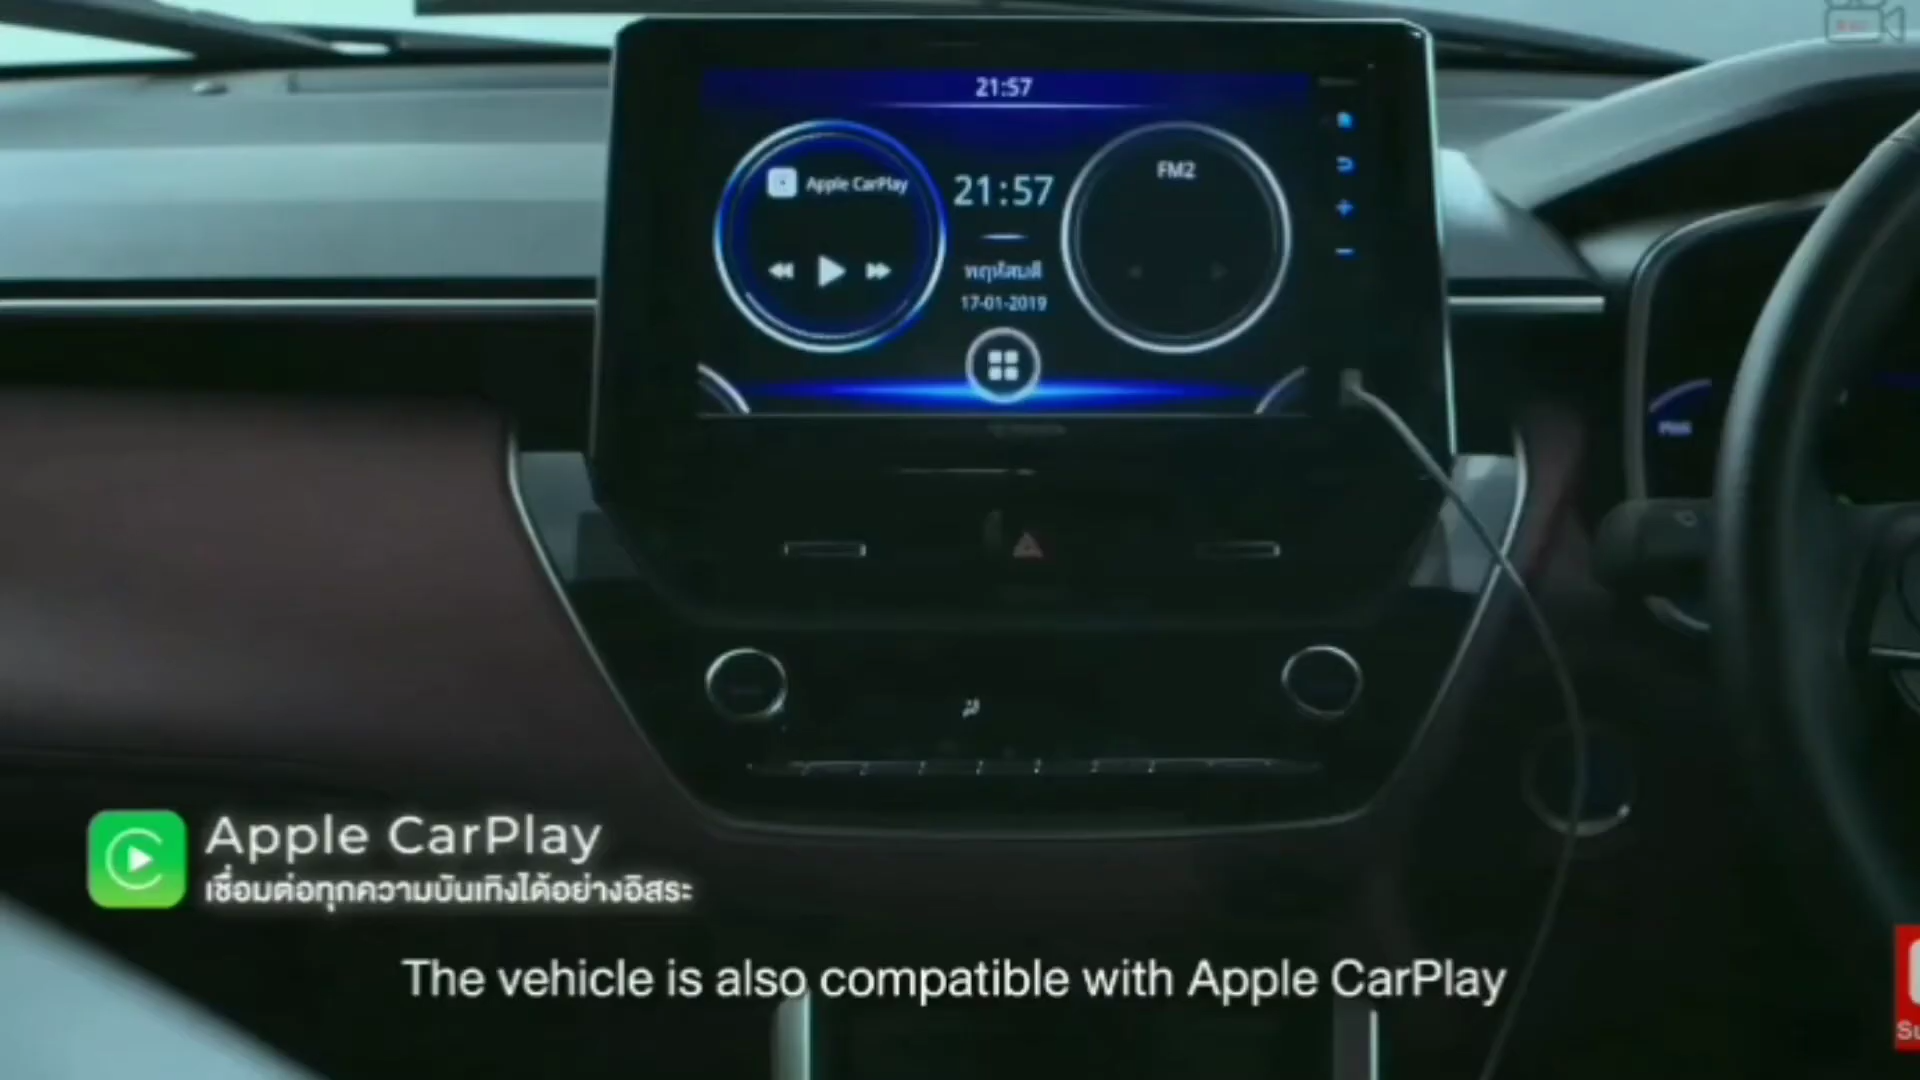 21:57
Apple CarPlay
21:57
พฤหัสบดี
17-01-2019
FM2
Apple CarPlay
เชื่อมต่อทุกความบันเทิงได้อย่างอิสระ
The vehicle is also compatible with Apple CarPlay